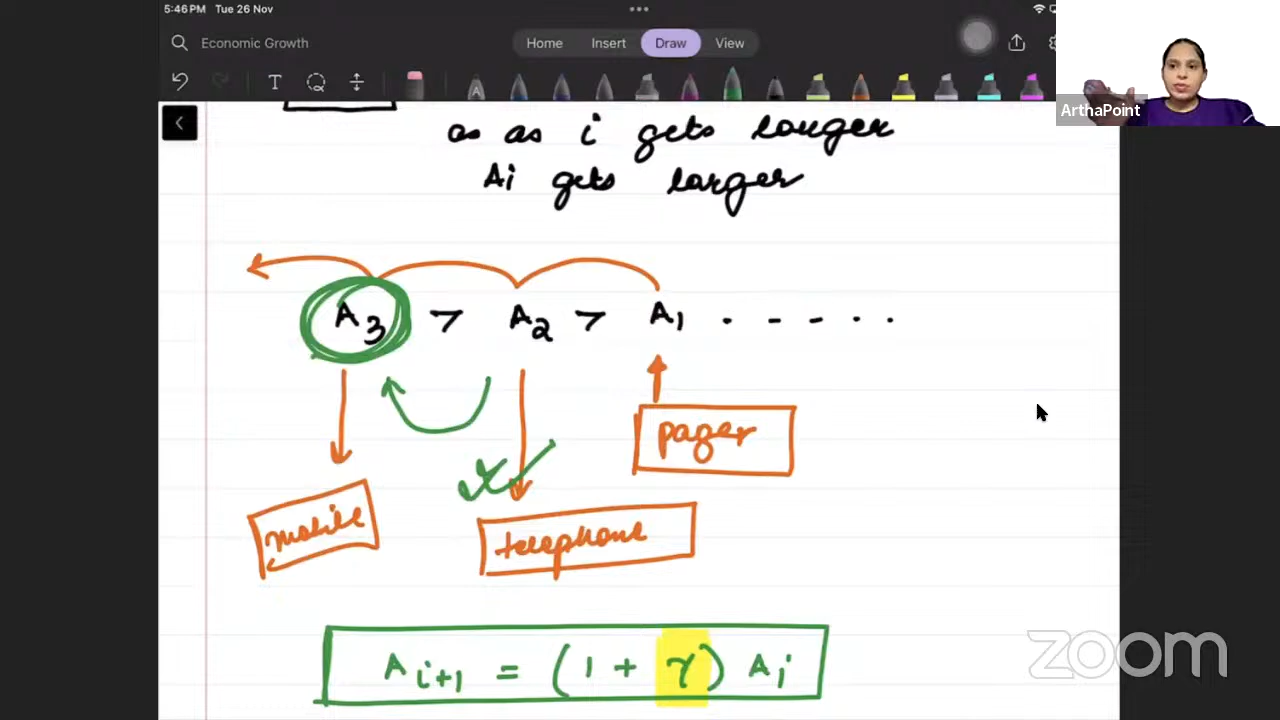 5:46 PM Tue 26 Nov
Economic Growth
Home Insert Draw View
ArthaPoint
as as i gets larger
Ai gets larger
A3 > A2 > A1 . - - . .
pager
mobile
telephone
A i+1 = (1 + γ) Ai
zoom